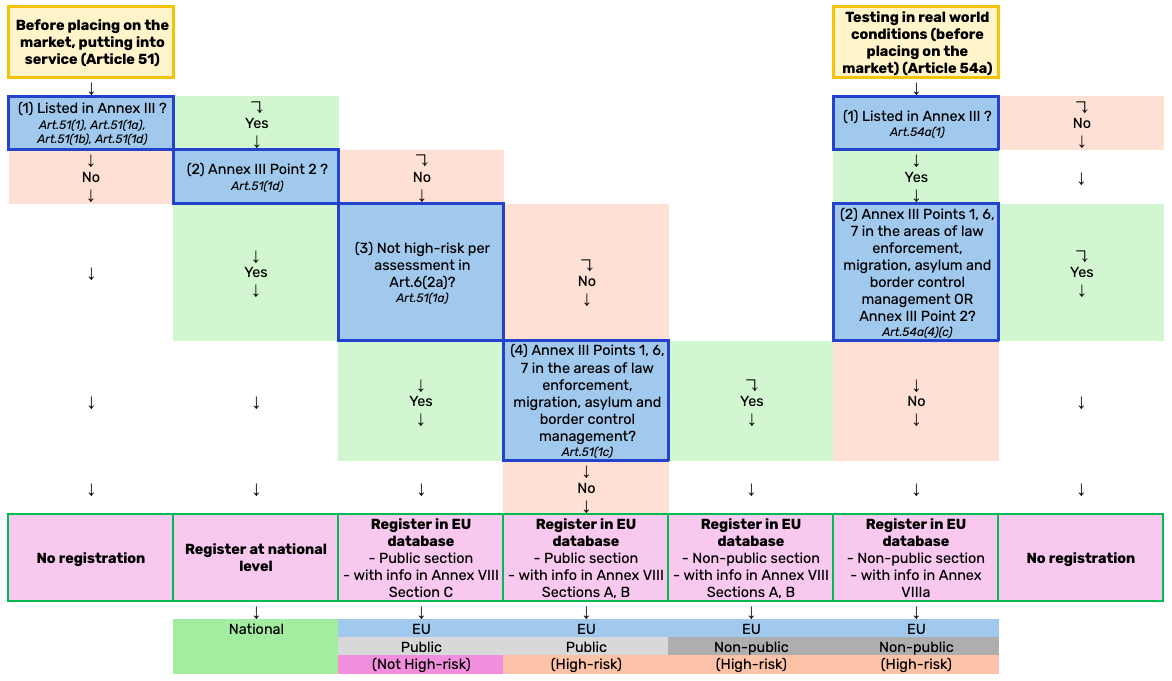 Before placing on the
market, putting into
service (Article 51)
Testing in real world
conditions (before
placing on the
market) (Article 54a)
↓
↓
(1) Listed in Annex III ?
Art.51(1), Art.51(1a),
Art.51(1b), Art.51(1d)
Yes
↓
(1) Listed in Annex III ?
Art.54a(1)
No
↓
↓
No
↓
(2) Annex III Point 2 ?
Art.51(1d)
No
↓
↓
Yes
↓
↓
↓
↓
Yes
↓
(3) Not high-risk per
assessment in
Art.6(2a)?
Art.51(1a)
No
↓
(2) Annex III Points 1, 6,
7 in the areas of law
enforcement,
migration, asylum and
border control
management OR
Annex III Point 2?
Art.54a(4)(c)
Yes
↓
↓
↓
↓
Yes
↓
(4) Annex III Points 1, 6,
7 in the areas of law
enforcement,
migration, asylum and
border control
management?
Art.51(1c)
Yes
↓
↓
No
↓
↓
↓
↓
↓
↓
No
↓
↓
↓
↓
No registration
Register at national
level
Register in EU
database
- Public section
- with info in Annex VIII
Section C
Register in EU
database
- Public section
- with info in Annex VIII
Sections A, B
Register in EU
database
- Non-public section
- with info in Annex VIII
Sections A, B
Register in EU
database
- Non-public section
- with info in Annex
VIIIa
No registration
↓
↓
↓
↓
↓
National
EU
EU
EU
EU
Public
Public
Non-public
Non-public
(Not High-risk)
(High-risk)
(High-risk)
(High-risk)